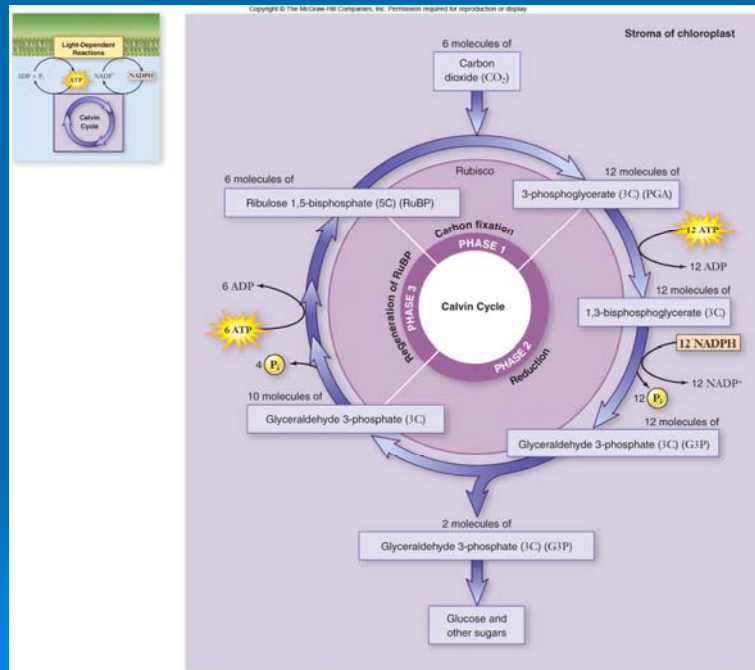 Copyright © The McGraw-Hill Companies, Inc. Permission required for reproduction or display
Light-Dependent
Reactions
ADP + Pi
ATP
NADP+
NADPH
Calvin
Cycle
Stroma of chloroplast
6 molecules of
Carbon
dioxide (CO₂)
Rubisco
6 molecules of
Ribulose 1,5-bisphosphate (5C) (RuBP)
12 molecules of
3-phosphoglycerate (3C) (PGA)
Carbon fixation
PHASE 1
12 ATP
12 ADP
6 ADP
6 ATP
Regeneration of RuBP
PHASE 3
Calvin Cycle
12 molecules of
1,3-bisphosphoglycerate (3C)
12 NADPH
PHASE 2
Reduction
4 Pi
12 NADP+
12 Pi
10 molecules of
Glyceraldehyde 3-phosphate (3C)
12 molecules of
Glyceraldehyde 3-phosphate (3C) (G3P)
2 molecules of
Glyceraldehyde 3-phosphate (3C) (G3P)
Glucose and
other sugars